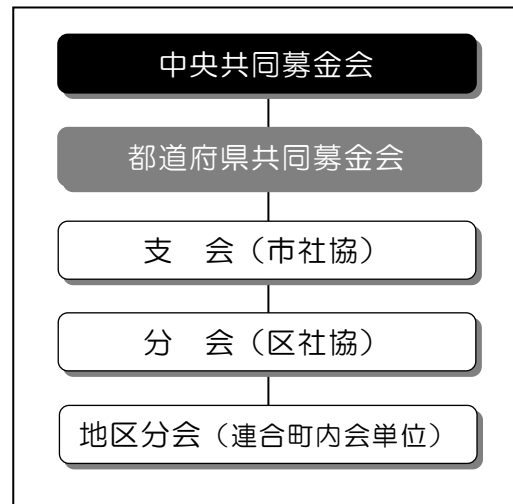 中央共同募金会
都道府県共同募金会
支　会（市社協）
分　会（区社協）
地区分会（連合町内会単位）